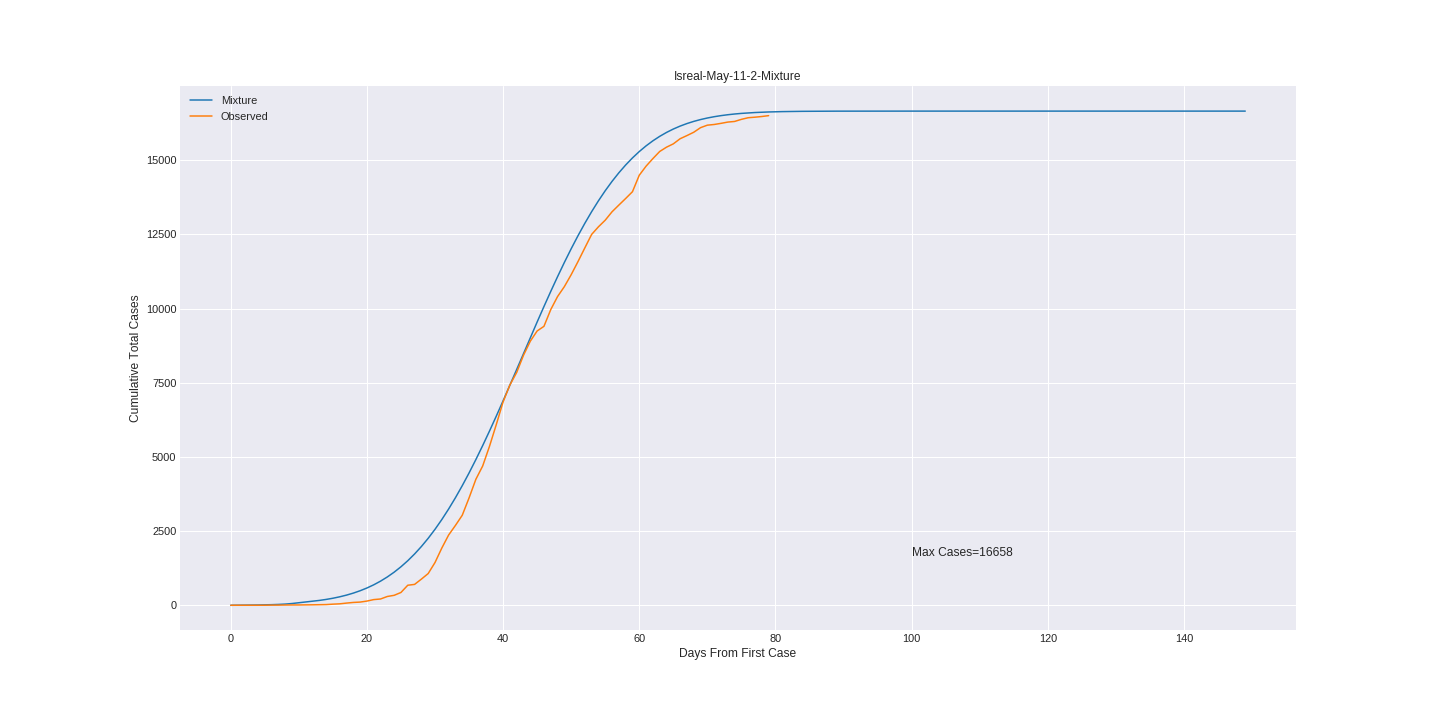 Isreal-May-11-2-Mixture
Mixture
Observed
Cumulative Total Cases
15000
12500
10000
7500
5000
2500
0
Max Cases=16658
0 20 40 60 80 100 120 140
Days From First Case